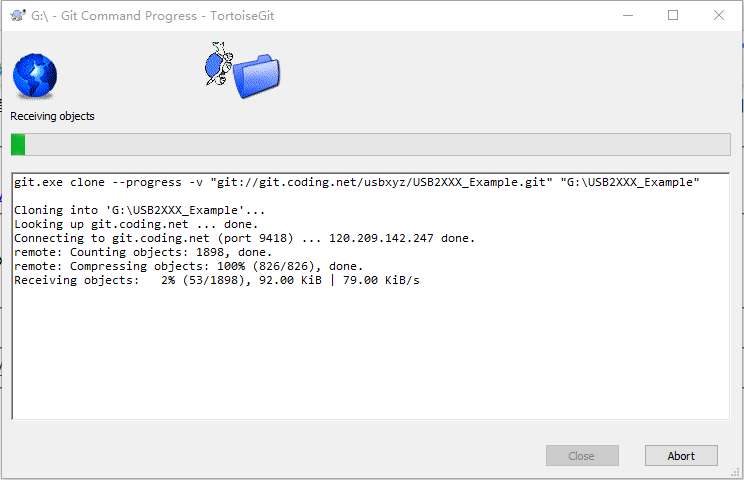 G:\ - Git Command Progress - TortoiseGit
Receiving objects
git.exe clone --progress -v "git://git.coding.net/usbxyz/USB2XXX_Example.git" "G:\USB2XXX_Example"
Cloning into 'G:\USB2XXX_Example'...
Looking up git.coding.net ... done.
Connecting to git.coding.net (port 9418) ... 120.209.142.247 done.
remote: Counting objects: 1898, done.
remote: Compressing objects: 100% (826/826), done.
Receiving objects:   2% (53/1898), 92.00 KiB | 79.00 KiB/s
Close Abort